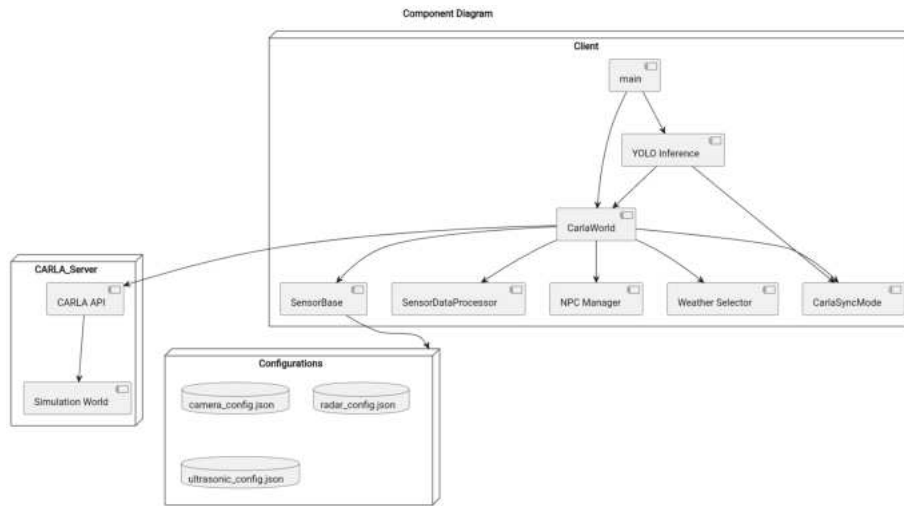 Component Diagram
Client
main
YOLO Inference
CarlaWorld
CARLA_Server
CARLA API
SensorBase
SensorDataProcessor
NPC Manager
Weather Selector
CarlaSyncMode
Configurations
Simulation World
camera_config.json
radar_config.json
ultrasonic_config.json